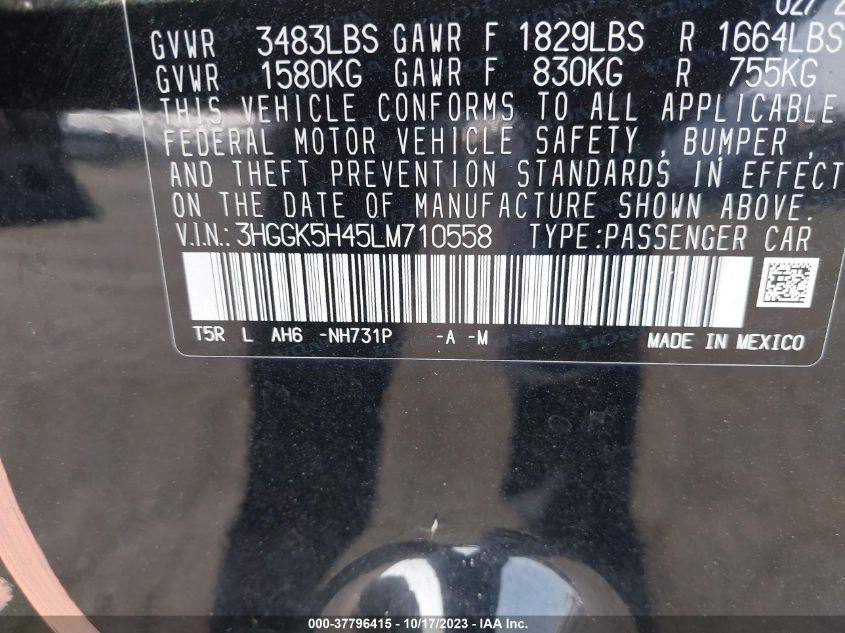 02/ 2
GVWR 3483LBS GAWR F 1829LBS R 1664LBS
GVWR 1580KG GAWR F 830KG R 755KG
THIS VEHICLE CONFORMS TO ALL APPLICABLE
FEDERAL MOTOR VEHICLE SAFETY , BUMPER ,
AND THEFT PREVENTION STANDARDS IN EFFECT
ON THE DATE OF MANUFACTURE SHOWN ABOVE.
V.I.N.: 3HGGK5H45LM710558 TYPE:PASSENGER CAR
T5R L AH6 -NH731P -A -M MADE IN MEXICO
000-37796415 - 10/17/2023 - IAA Inc.